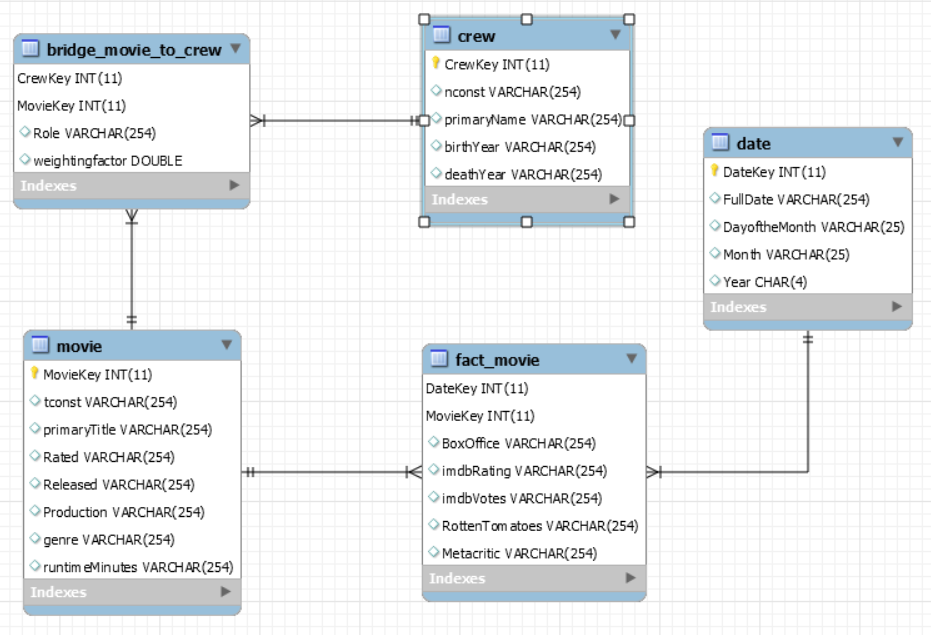 bridge_movie_to_crew
CrewKey INT(11)
MovieKey INT(11)
Role VARCHAR(254)
weightingfactor DOUBLE
Indexes
crew
CrewKey INT(11)
nconst VARCHAR(254)
primaryName VARCHAR(254)
birthYear VARCHAR(254)
deathYear VARCHAR(254)
Indexes
date
DateKey INT(11)
FullDate VARCHAR(254)
DayoftheMonth VARCHAR(25)
Month VARCHAR(25)
Year CHAR(4)
Indexes
movie
MovieKey INT(11)
tconst VARCHAR(254)
primaryTitle VARCHAR(254)
Rated VARCHAR(254)
Released VARCHAR(254)
Production VARCHAR(254)
genre VARCHAR(254)
runtimeMinutes VARCHAR(254)
Indexes
fact_movie
DateKey INT(11)
MovieKey INT(11)
BoxOffice VARCHAR(254)
imdbRating VARCHAR(254)
imdbVotes VARCHAR(254)
RottenTomatoes VARCHAR(254)
Metacritic VARCHAR(254)
Indexes